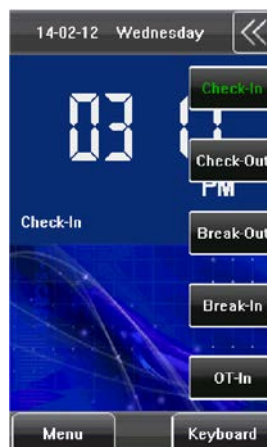 14-02-12 Wednesday
Check-In
03
Check-Out
PM
Check-In
Break-Out
Break-In
OT-In
Menu
Keyboard